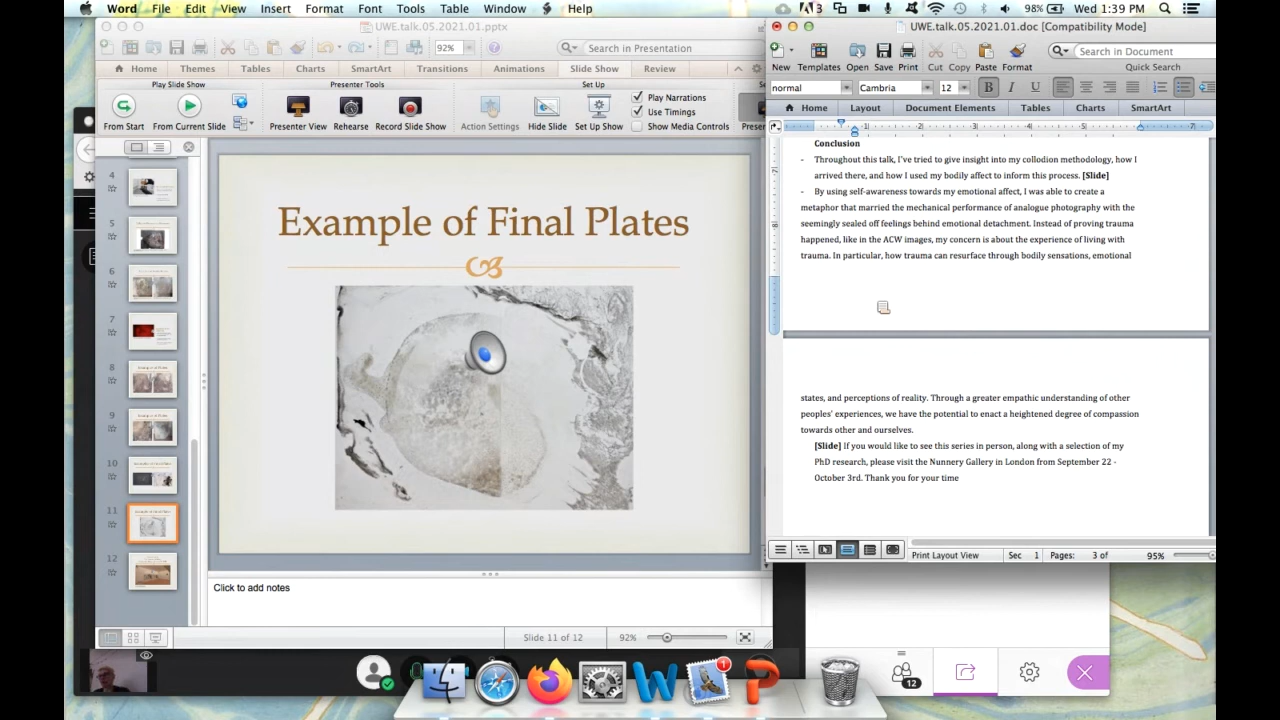 Word File Edit View Insert Format Font Tools Table Window Help
3 98% Wed 1:39 PM
UWE.talk.05.2021.01.pptx
92% Search in Presentation
Home Themes Tables Charts SmartArt Transitions Animations Slide Show Review
Play Slide Show Presenter Tools Set Up
Play Narrations
Use Timings
Show Media Controls
From Start From Current Slide Presenter View Rehearse Record Slide Show Action Settings Hide Slide Set Up Show
4
5
6
7
8
9
10
11
12
Example of Final Plates
Click to add notes
Slide 11 of 12 92%
UWE.talk.05.2021.01.doc [Compatibility Mode]
Search in Document
New Templates Open Save Print Cut Copy Paste Format Quick Search
normal Cambria 12 B I U
Home Layout Document Elements Tables Charts SmartArt
Conclusion
- Throughout this talk, I've tried to give insight into my collodion methodology, how I
arrived there, and how I used my bodily affect to inform this process. [Slide]
- By using self-awareness towards my emotional affect, I was able to create a
metaphor that married the mechanical performance of analogue photography with the
seemingly sealed off feelings behind emotional detachment. Instead of proving trauma
happened, like in the ACW images, my concern is about the experience of living with
trauma. In particular, how trauma can resurface through bodily sensations, emotional
states, and perceptions of reality. Through a greater empathic understanding of other
peoples' experiences, we have the potential to enact a heightened degree of compassion
towards other and ourselves.
[Slide] If you would like to see this series in person, along with a selection of my
PhD research, please visit the Nunnery Gallery in London from September 22 -
October 3rd. Thank you for your time
Print Layout View Sec 1 Pages: 3 of 95%
1
12